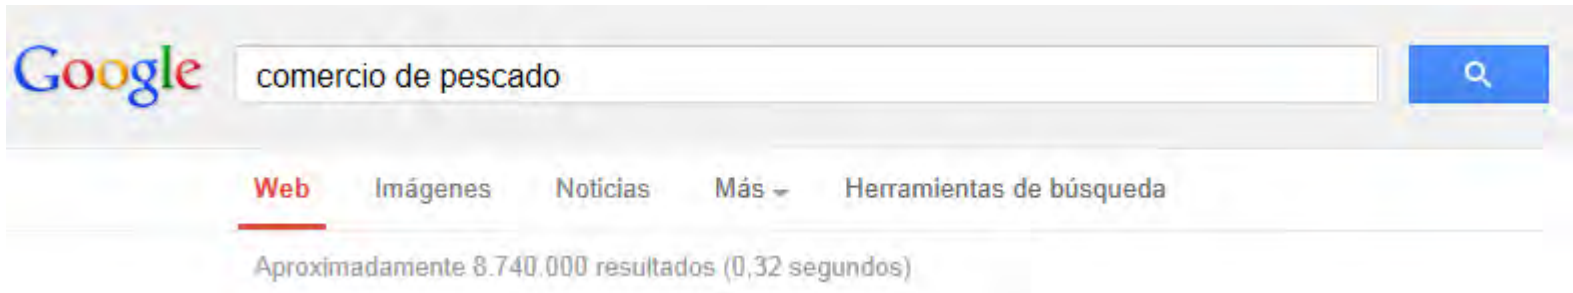 Google comercio de pescado
Web Imágenes Noticias Más Herramientas de búsqueda
Aproximadamente 8.740.000 resultados (0,32 segundos)